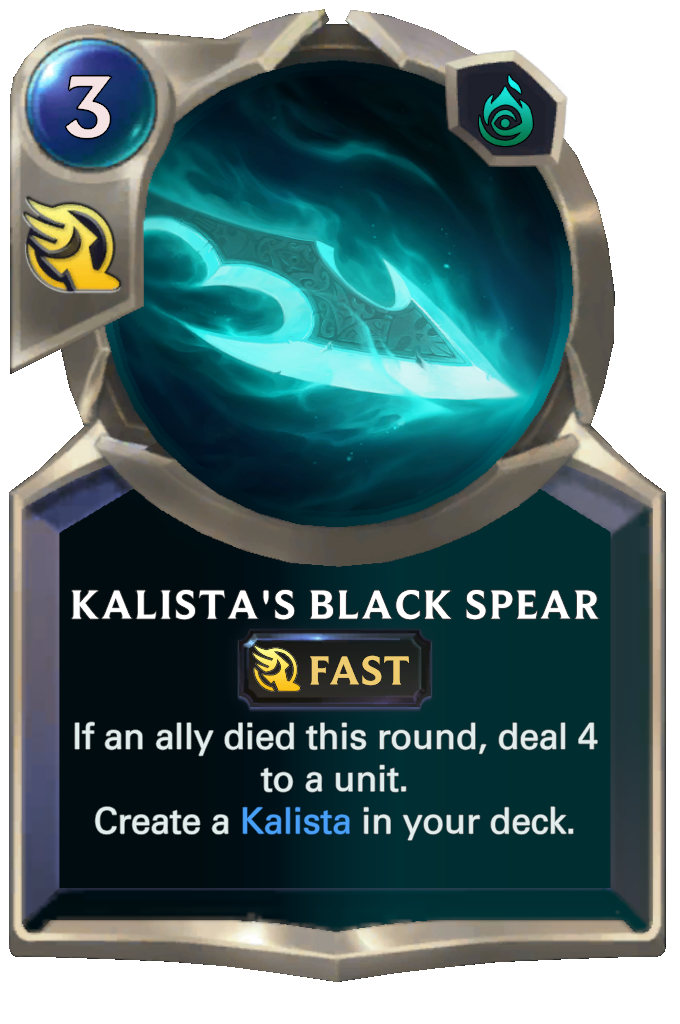 3
KALISTA'S BLACK SPEAR
FAST
If an ally died this round, deal 4
to a unit.
Create a Kalista in your deck.